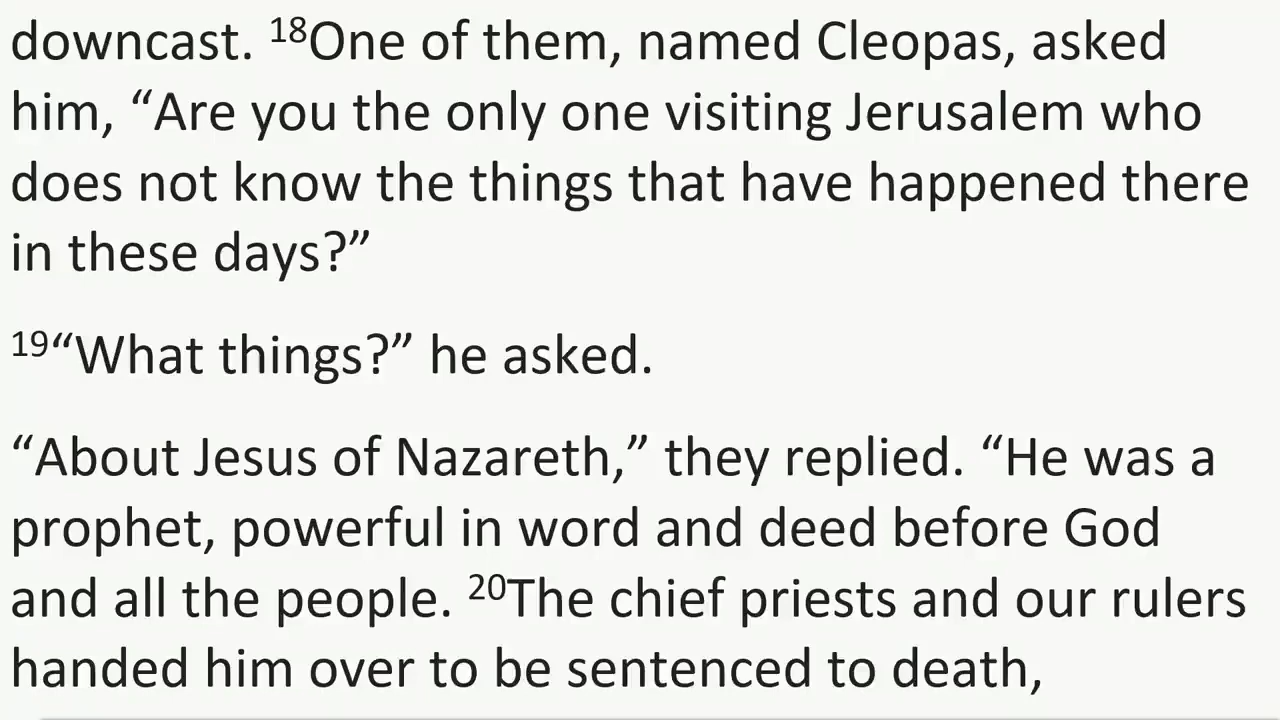 downcast. 18One of them, named Cleopas, asked
him, “Are you the only one visiting Jerusalem who
does not know the things that have happened there
in these days?”
19“What things?” he asked.
“About Jesus of Nazareth,” they replied. “He was a
prophet, powerful in word and deed before God
and all the people. 20The chief priests and our rulers
handed him over to be sentenced to death,